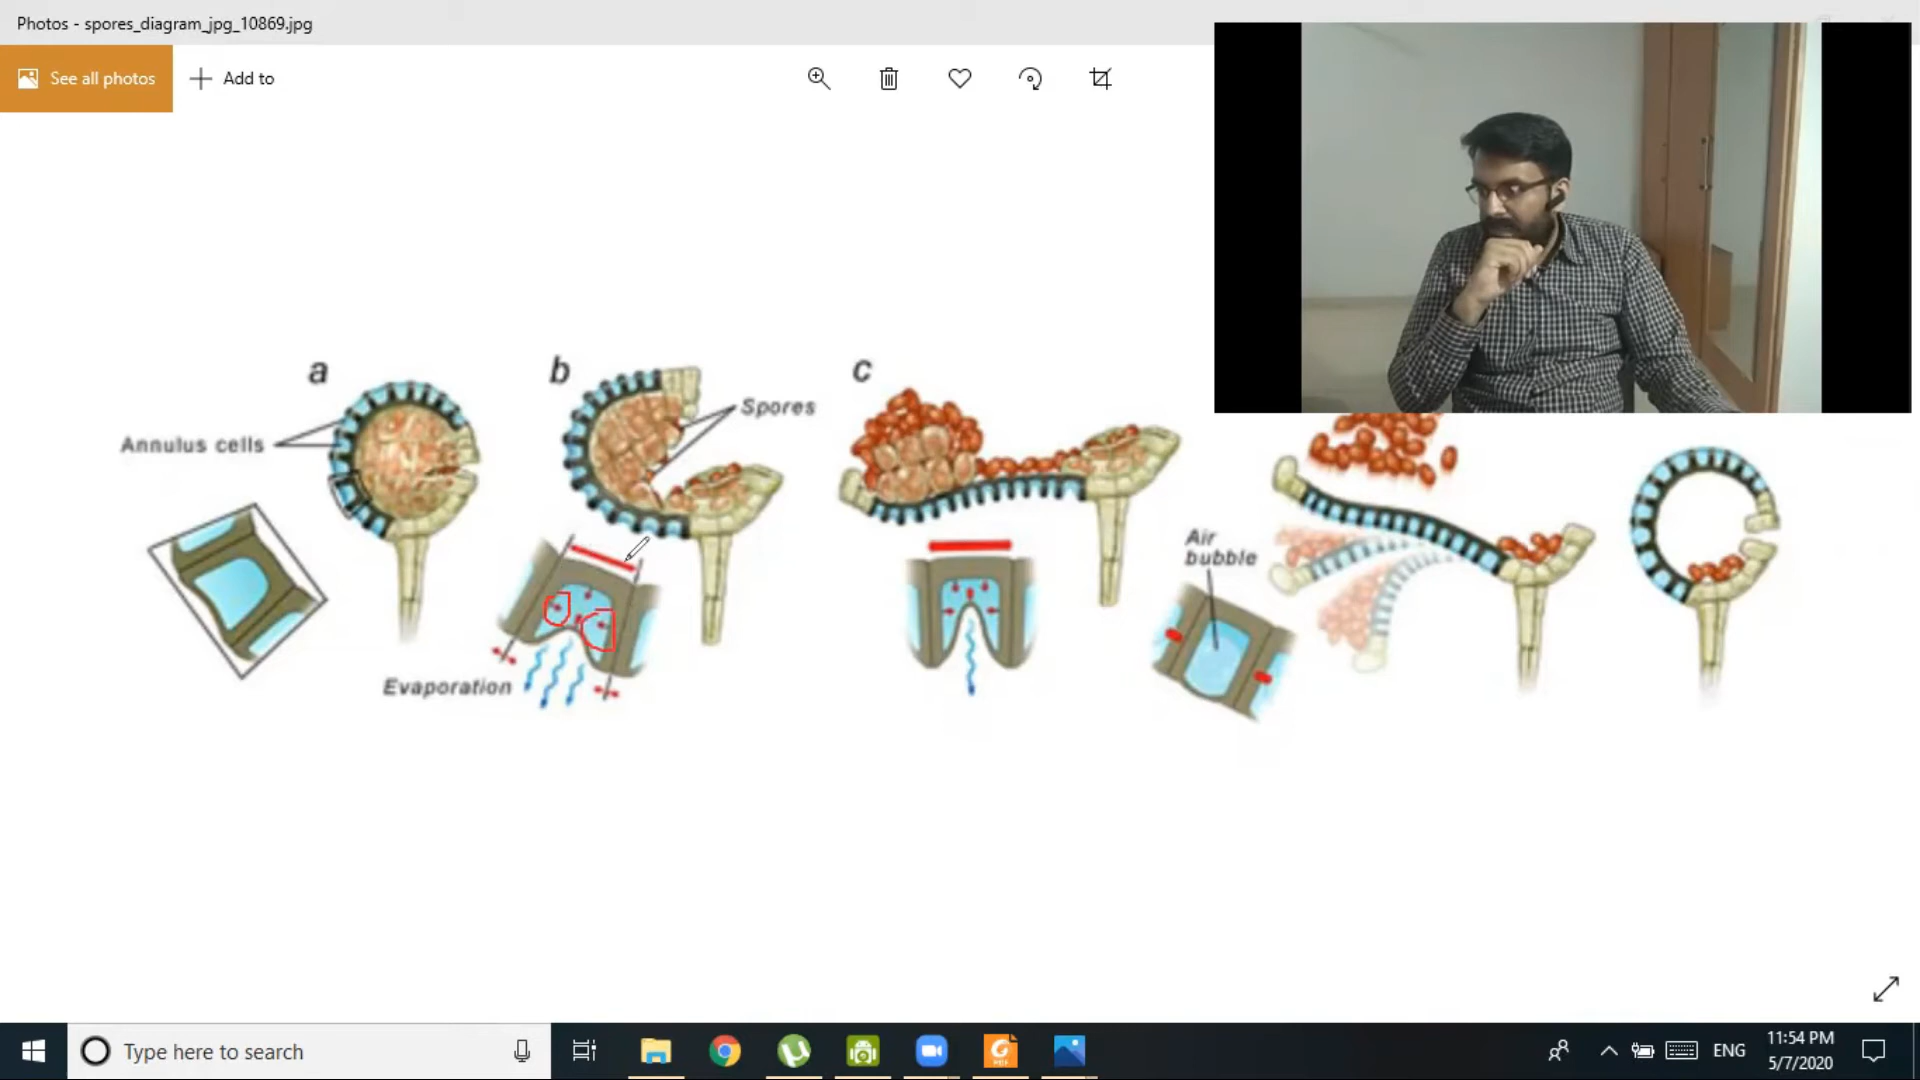 Photos - spores_diagram_jpg_10869.jpg
See all photos
Add to
a
b
c
Annulus cells
Spores
Air
bubble
Evaporation
Type here to search
ENG
11:54 PM
5/7/2020